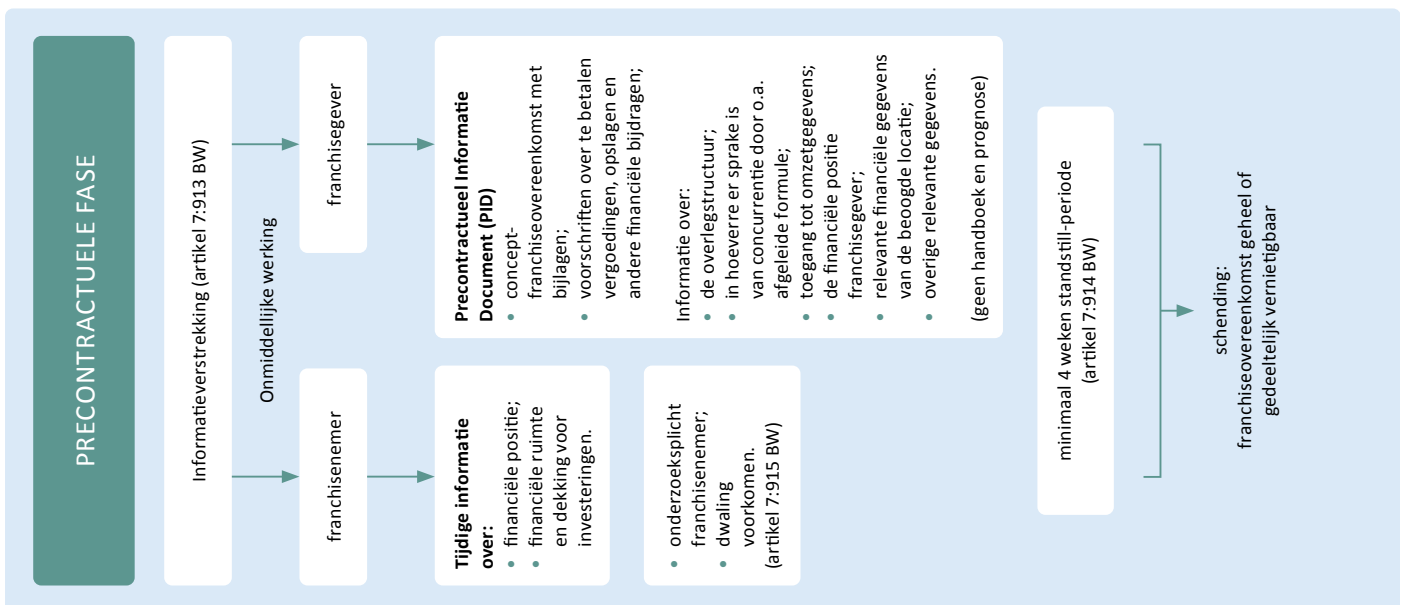 PRECONTRACTUELE FASE
Informatieverstrekking (artikel 7:913 BW)
Onmiddellijke werking
franchisenemer
franchisegever
Tijdige informatie
over:
• financiële positie;
• financiële ruimte
en dekking voor
investeringen.
• onderzoeksplicht
franchisenemer;
• dwaling
voorkomen.
(artikel 7:915 BW)
Precontractueel Informatie
Document (PID)
• concept-
franchiseovereenkomst met
bijlagen;
• voorschriften over te betalen
vergoedingen, opslagen en
andere financiële bijdragen;
Informatie over:
• de overlegstructuur;
• in hoeverre er sprake is
van concurrentie door o.a.
afgeleide formule;
• toegang tot omzetgegevens;
• de financiële positie
franchisegever;
• relevante financiële gegevens
van de beoogde locatie;
• overige relevante gegevens.
(geen handboek en prognose)
minimaal 4 weken standstill-periode
(artikel 7:914 BW)
schending:
franchiseovereenkomst geheel of
gedeeltelijk vernietigbaar